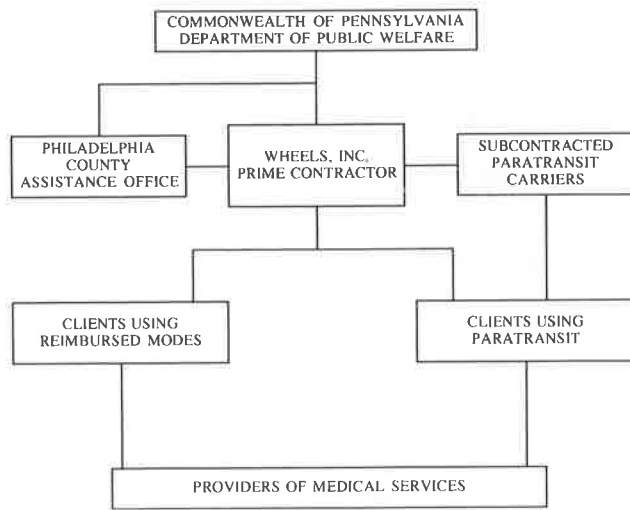 COMMONWEALTH OF PENNSYLVANIA
DEPARTMENT OF PUBLIC WELFARE
PHILADELPHIA
COUNTY
ASSISTANCE OFFICE
WHEELS, INC.
PRIME CONTRACTOR
SUBCONTRACTED
PARATRANSIT
CARRIERS
CLIENTS USING
REIMBURSED MODES
CLIENTS USING
PARATRANSIT
PROVIDERS OF MEDICAL SERVICES